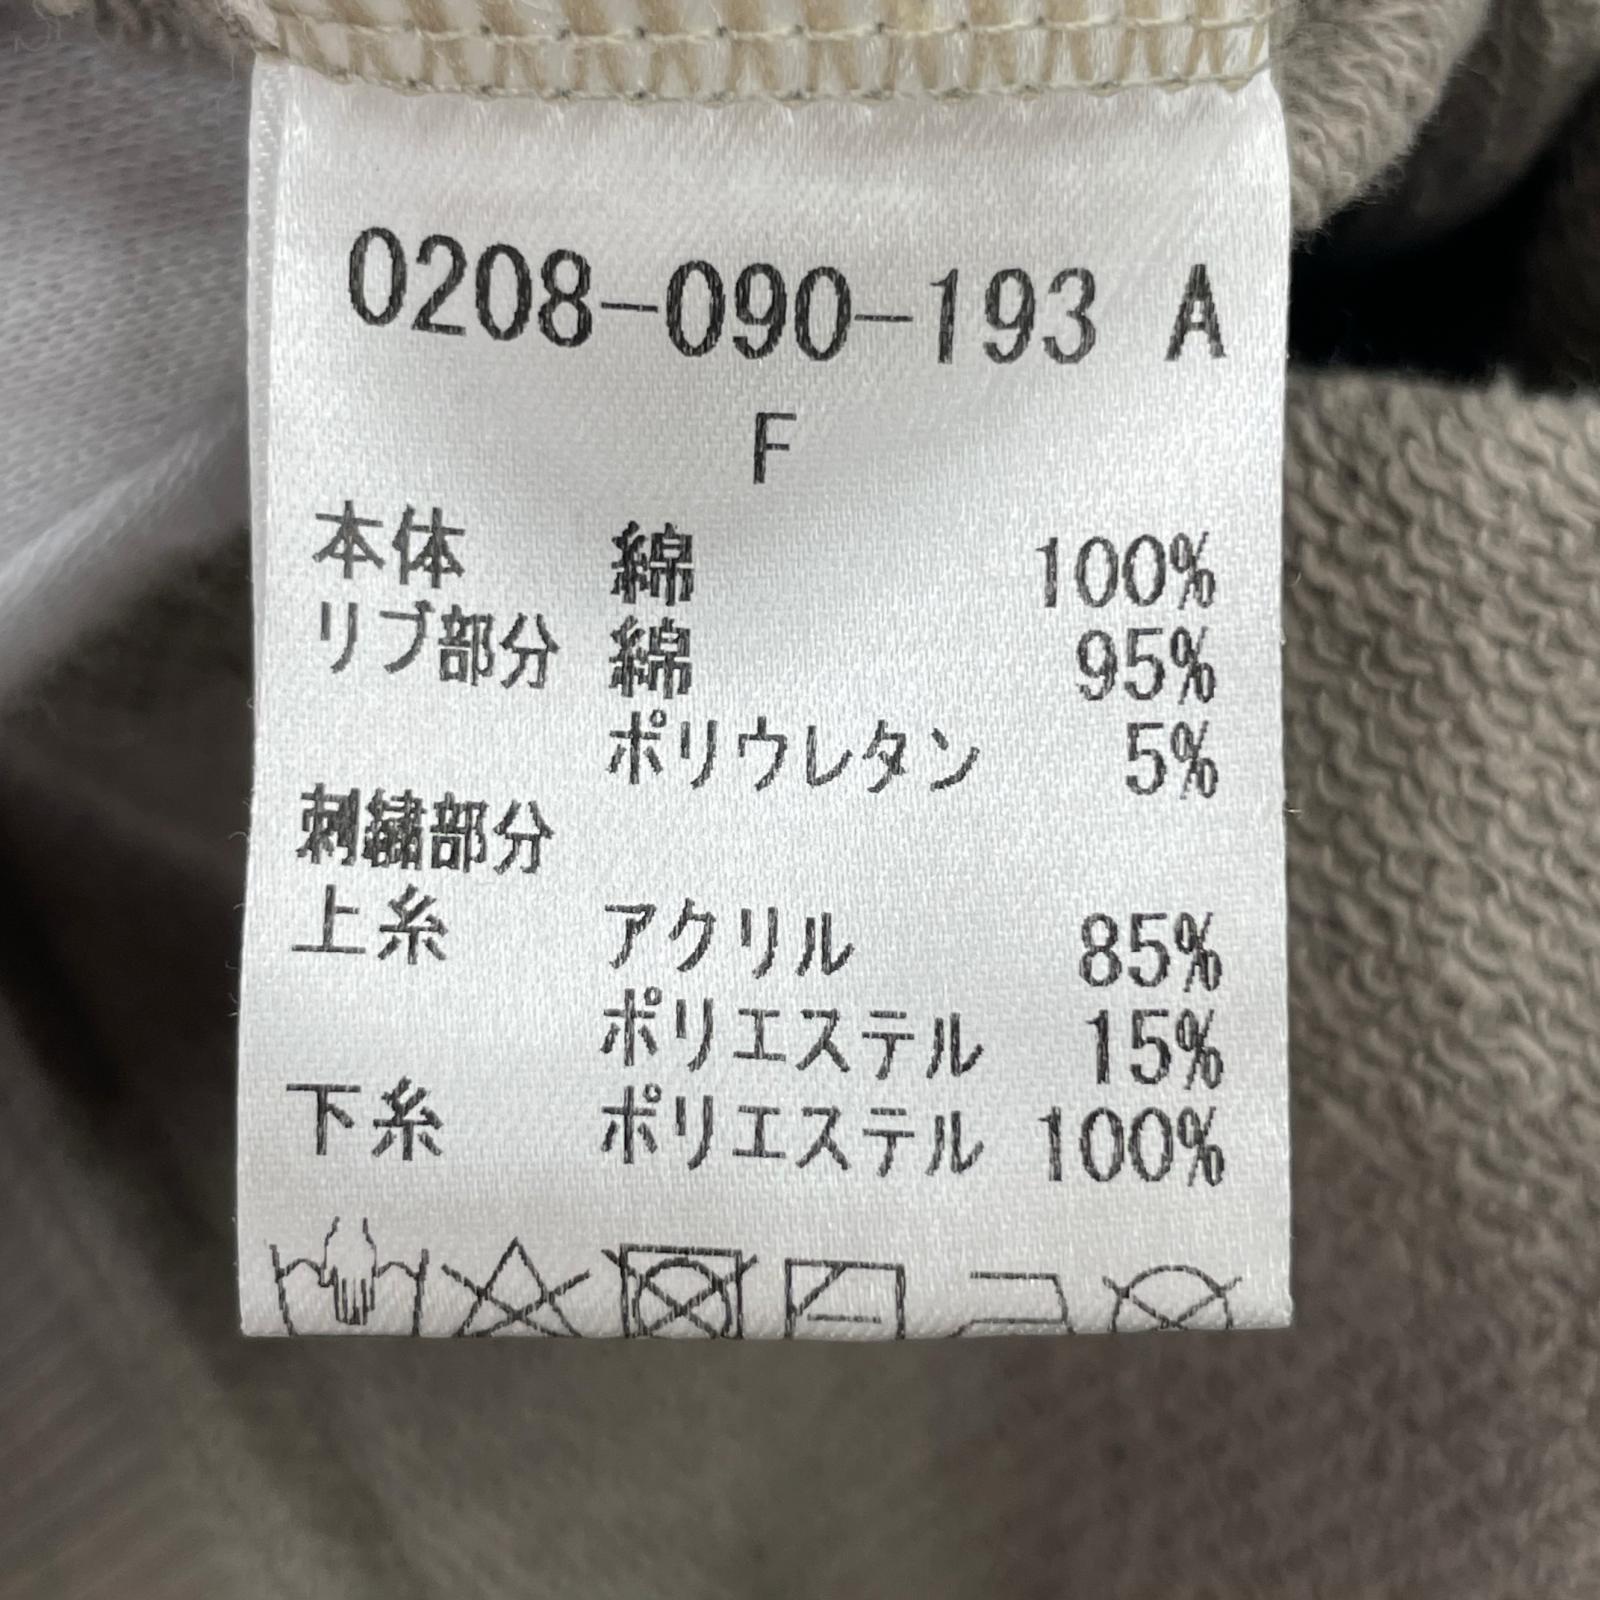 0208-090-193 A
F
本体 綿 100%
リブ部分 綿 95%
ポリウレタン 5%
刺繍部分
上糸 アクリル 85%
ポリエステル 15%
下糸 ポリエステル 100%